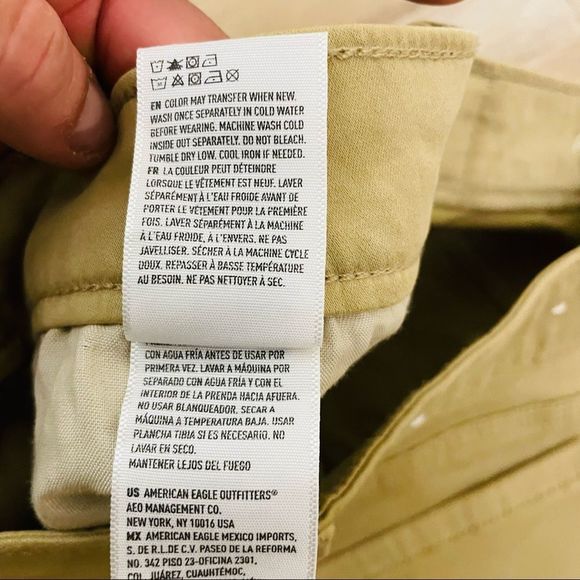 EN COLOR MAY TRANSFER WHEN NEW.
WASH ONCE SEPARATELY IN COLD WATER
BEFORE WEARING. MACHINE WASH COLD
INSIDE OUT SEPARATELY. DO NOT BLEACH.
TUMBLE DRY LOW. COOL IRON IF NEEDED.
FR LA COULEUR PEUT DÉTEINDRE
LORSQUE LE VÊTEMENT EST NEUF. LAVER
SÉPARÉMENT À L'EAU FROIDE AVANT DE
PORTER LE VÉTEMENT POUR LA PREMIÈRE
FOIS. LAVER SÉPARÉMENT À LA MACHINE
À L'EAU FROIDE, À L'ENVERS. NE PAS
JAVELLISER. SÉCHER À LA MACHINE CYCLE
DOUX. REPASSER À BASSE TEMPÉRATURE
AU BESOIN. NE PAS NETTOYER À SEC.
CON AGUA FRÍA ANTES DE USAR POR
PRIMERA VEZ. LAVAR A MÁQUINA POR
SEPARADO CON AGUA FRÍA Y CON EL
INTERIOR DE LA PRENDA HACIA AFUERA.
NO USAR BLANQUEADOR. SECAR A
MÁQUINA A TEMPERATURA BAJA. USAR
PLANCHA TIBIA SI ES NECESARIO. NO
LAVAR EN SECO.
MANTENER LEJOS DEL FUEGO
US AMERICAN EAGLE OUTFITTERS®
AEO MANAGEMENT CO.
NEW YORK, NY 10016 USA
MX AMERICAN EAGLE MEXICO IMPORTS,
S. DE R.L.DE C.V. PASEO DE LA REFORMA
NO. 342 PISO 23-OFICINA 2301,
COL. JUÁREZ, CUAUHTÉMOC,